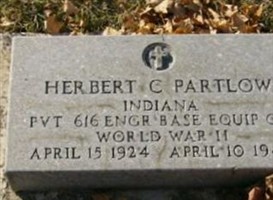 HERBERT C PARTLOW
INDIANA
PVT 616 ENGR BASE EQUIP
WORLD WAR II
APRIL 15 1924 APRIL 10